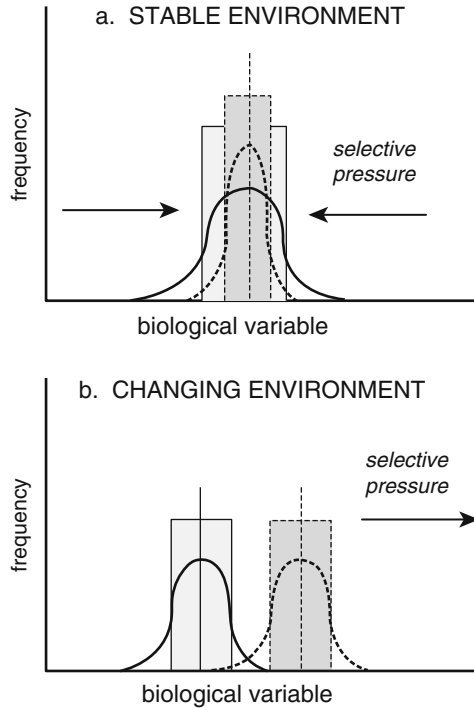 a. STABLE ENVIRONMENT
frequency
selective
pressure
biological variable
b. CHANGING ENVIRONMENT
frequency
selective
pressure
biological variable